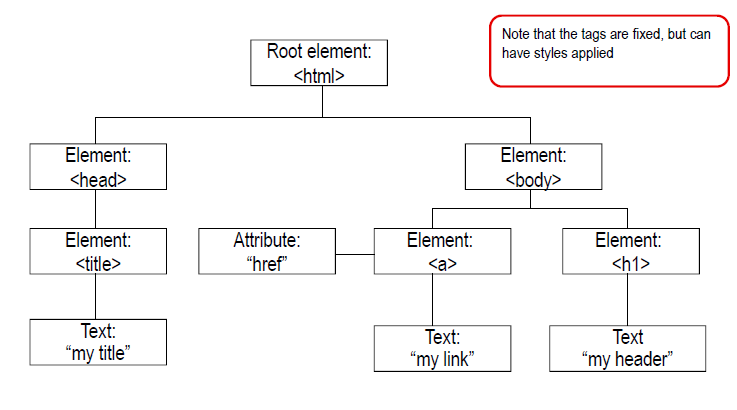 Note that the tags are fixed, but can
have styles applied
Root element:
<html>
Element:
<head>
Element:
<body>
Element:
<title>
Attribute:
“href”
Element:
<a>
Element:
<h1>
Text:
“my title”
Text:
“my link”
Text
“my header”